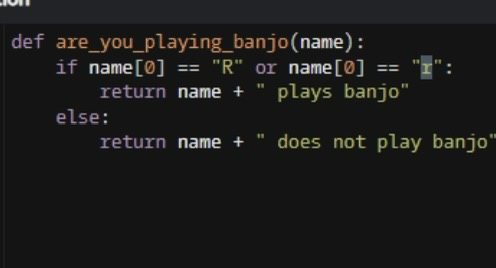 def are_you_playing_banjo(name):
    if name[0] == "R" or name[0] == "r":
        return name + " plays banjo"
    else:
        return name + " does not play banjo"